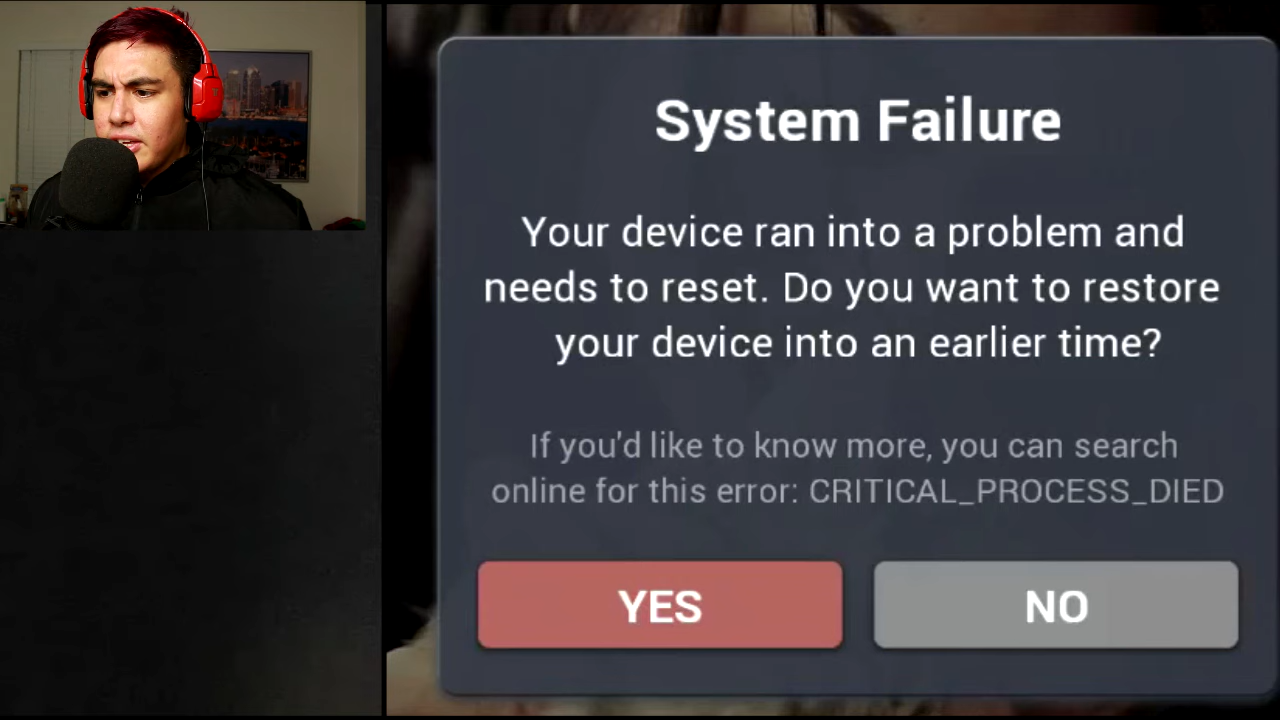 System Failure
Your device ran into a problem and
needs to reset. Do you want to restore
your device into an earlier time?
If you'd like to know more, you can search
online for this error: CRITICAL_PROCESS_DIED
YES
NO